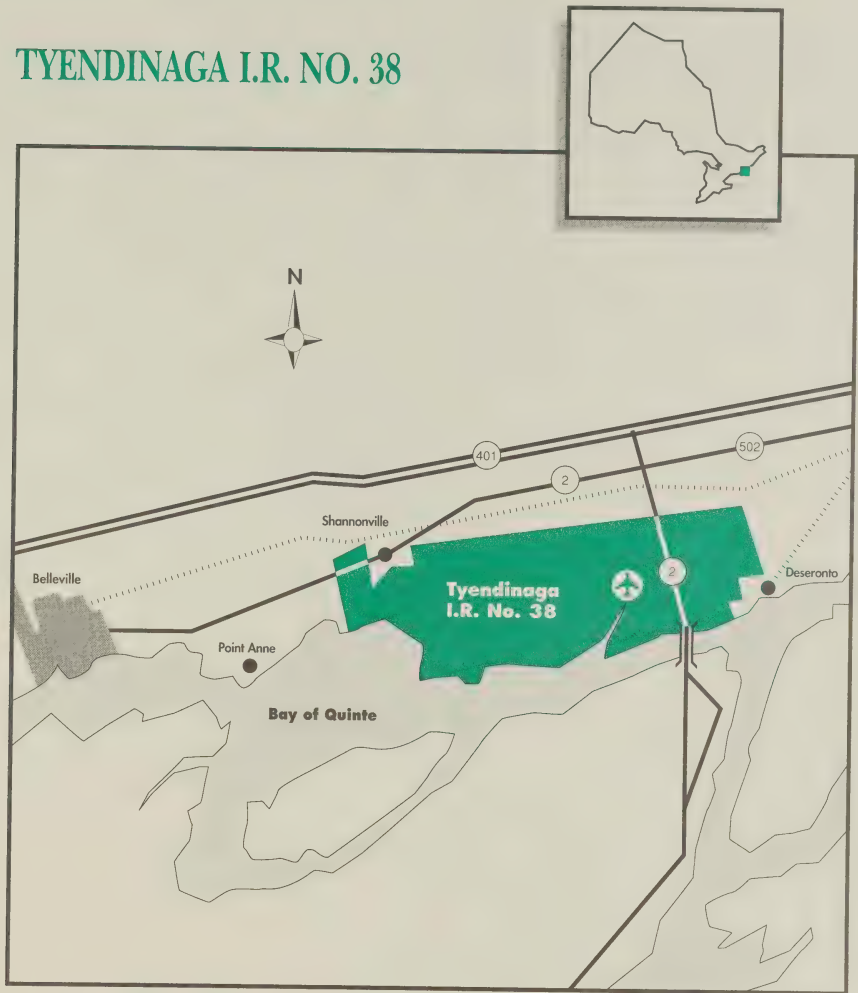 TYENDINAGA I.R. NO. 38
N
401
502
2
Shannonville
Belleville
Tyendinaga
I.R. No. 38
2
Deseronto
Point Anne
Bay of Quinte